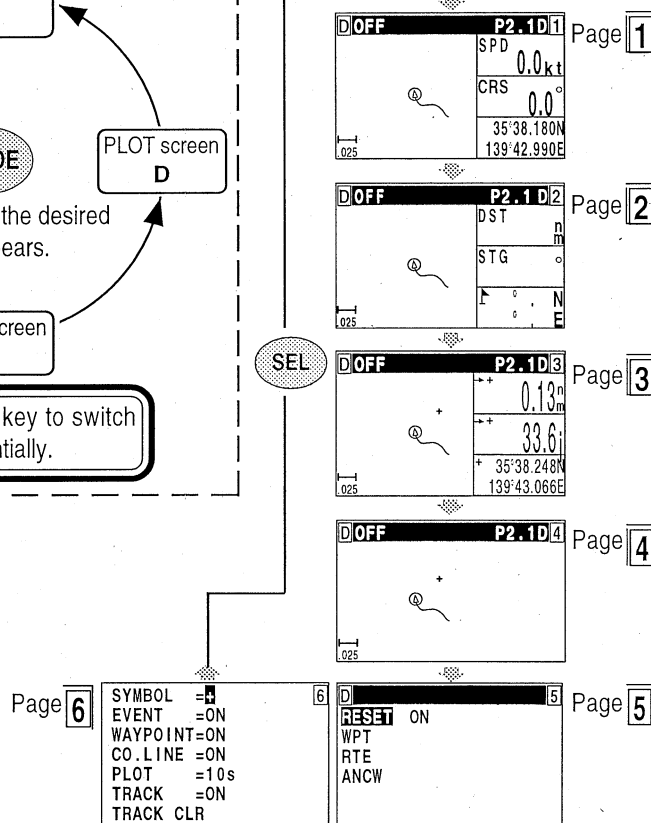 DE
PLOT screen
D
the desired
ears.
creen
key to switch
ntially.
SEL
D OFF P2.1D 1
SPD
0.0kt
CRS
0.0°
35°38.180N
139°42.990E
.025
Page 1
D OFF P2.1D 2
DST
nm
STG °
° . N
° . E
.025
Page 2
D OFF P2.1D 3
→+
0.13nm
→+
33.6
+ 35°38.248N
139°43.066E
+
.025
Page 3
D OFF P2.1D 4
+
.025
Page 4
Page 6
6
SYMBOL =+
EVENT =ON
WAYPOINT=ON
CO.LINE =ON
PLOT =10s
TRACK =ON
TRACK CLR
D 5
RESET ON
WPT
RTE
ANCW
Page 5